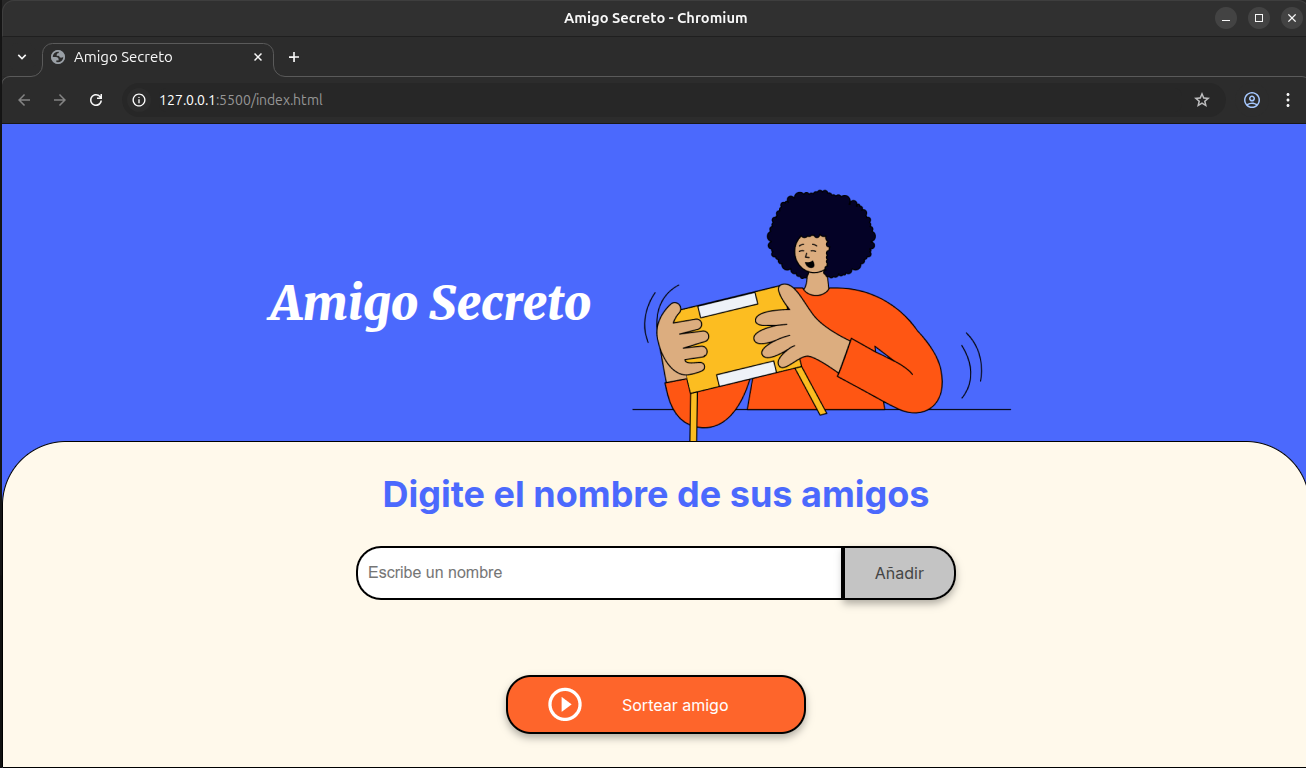 Amigo Secreto - Chromium
Amigo Secreto
127.0.0.1:5500/index.html
Amigo Secreto
Digite el nombre de sus amigos
Escribe un nombre
Añadir
Sortear amigo